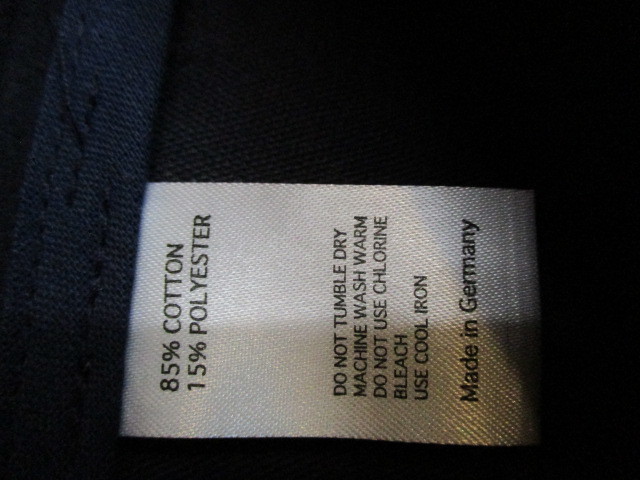 85% COTTON
15% POLYESTER
DO NOT TUMBLE DRY
MACHINE WASH WARM
DO NOT USE CHLORINE
BLEACH
USE COOL IRON
Made in Germany